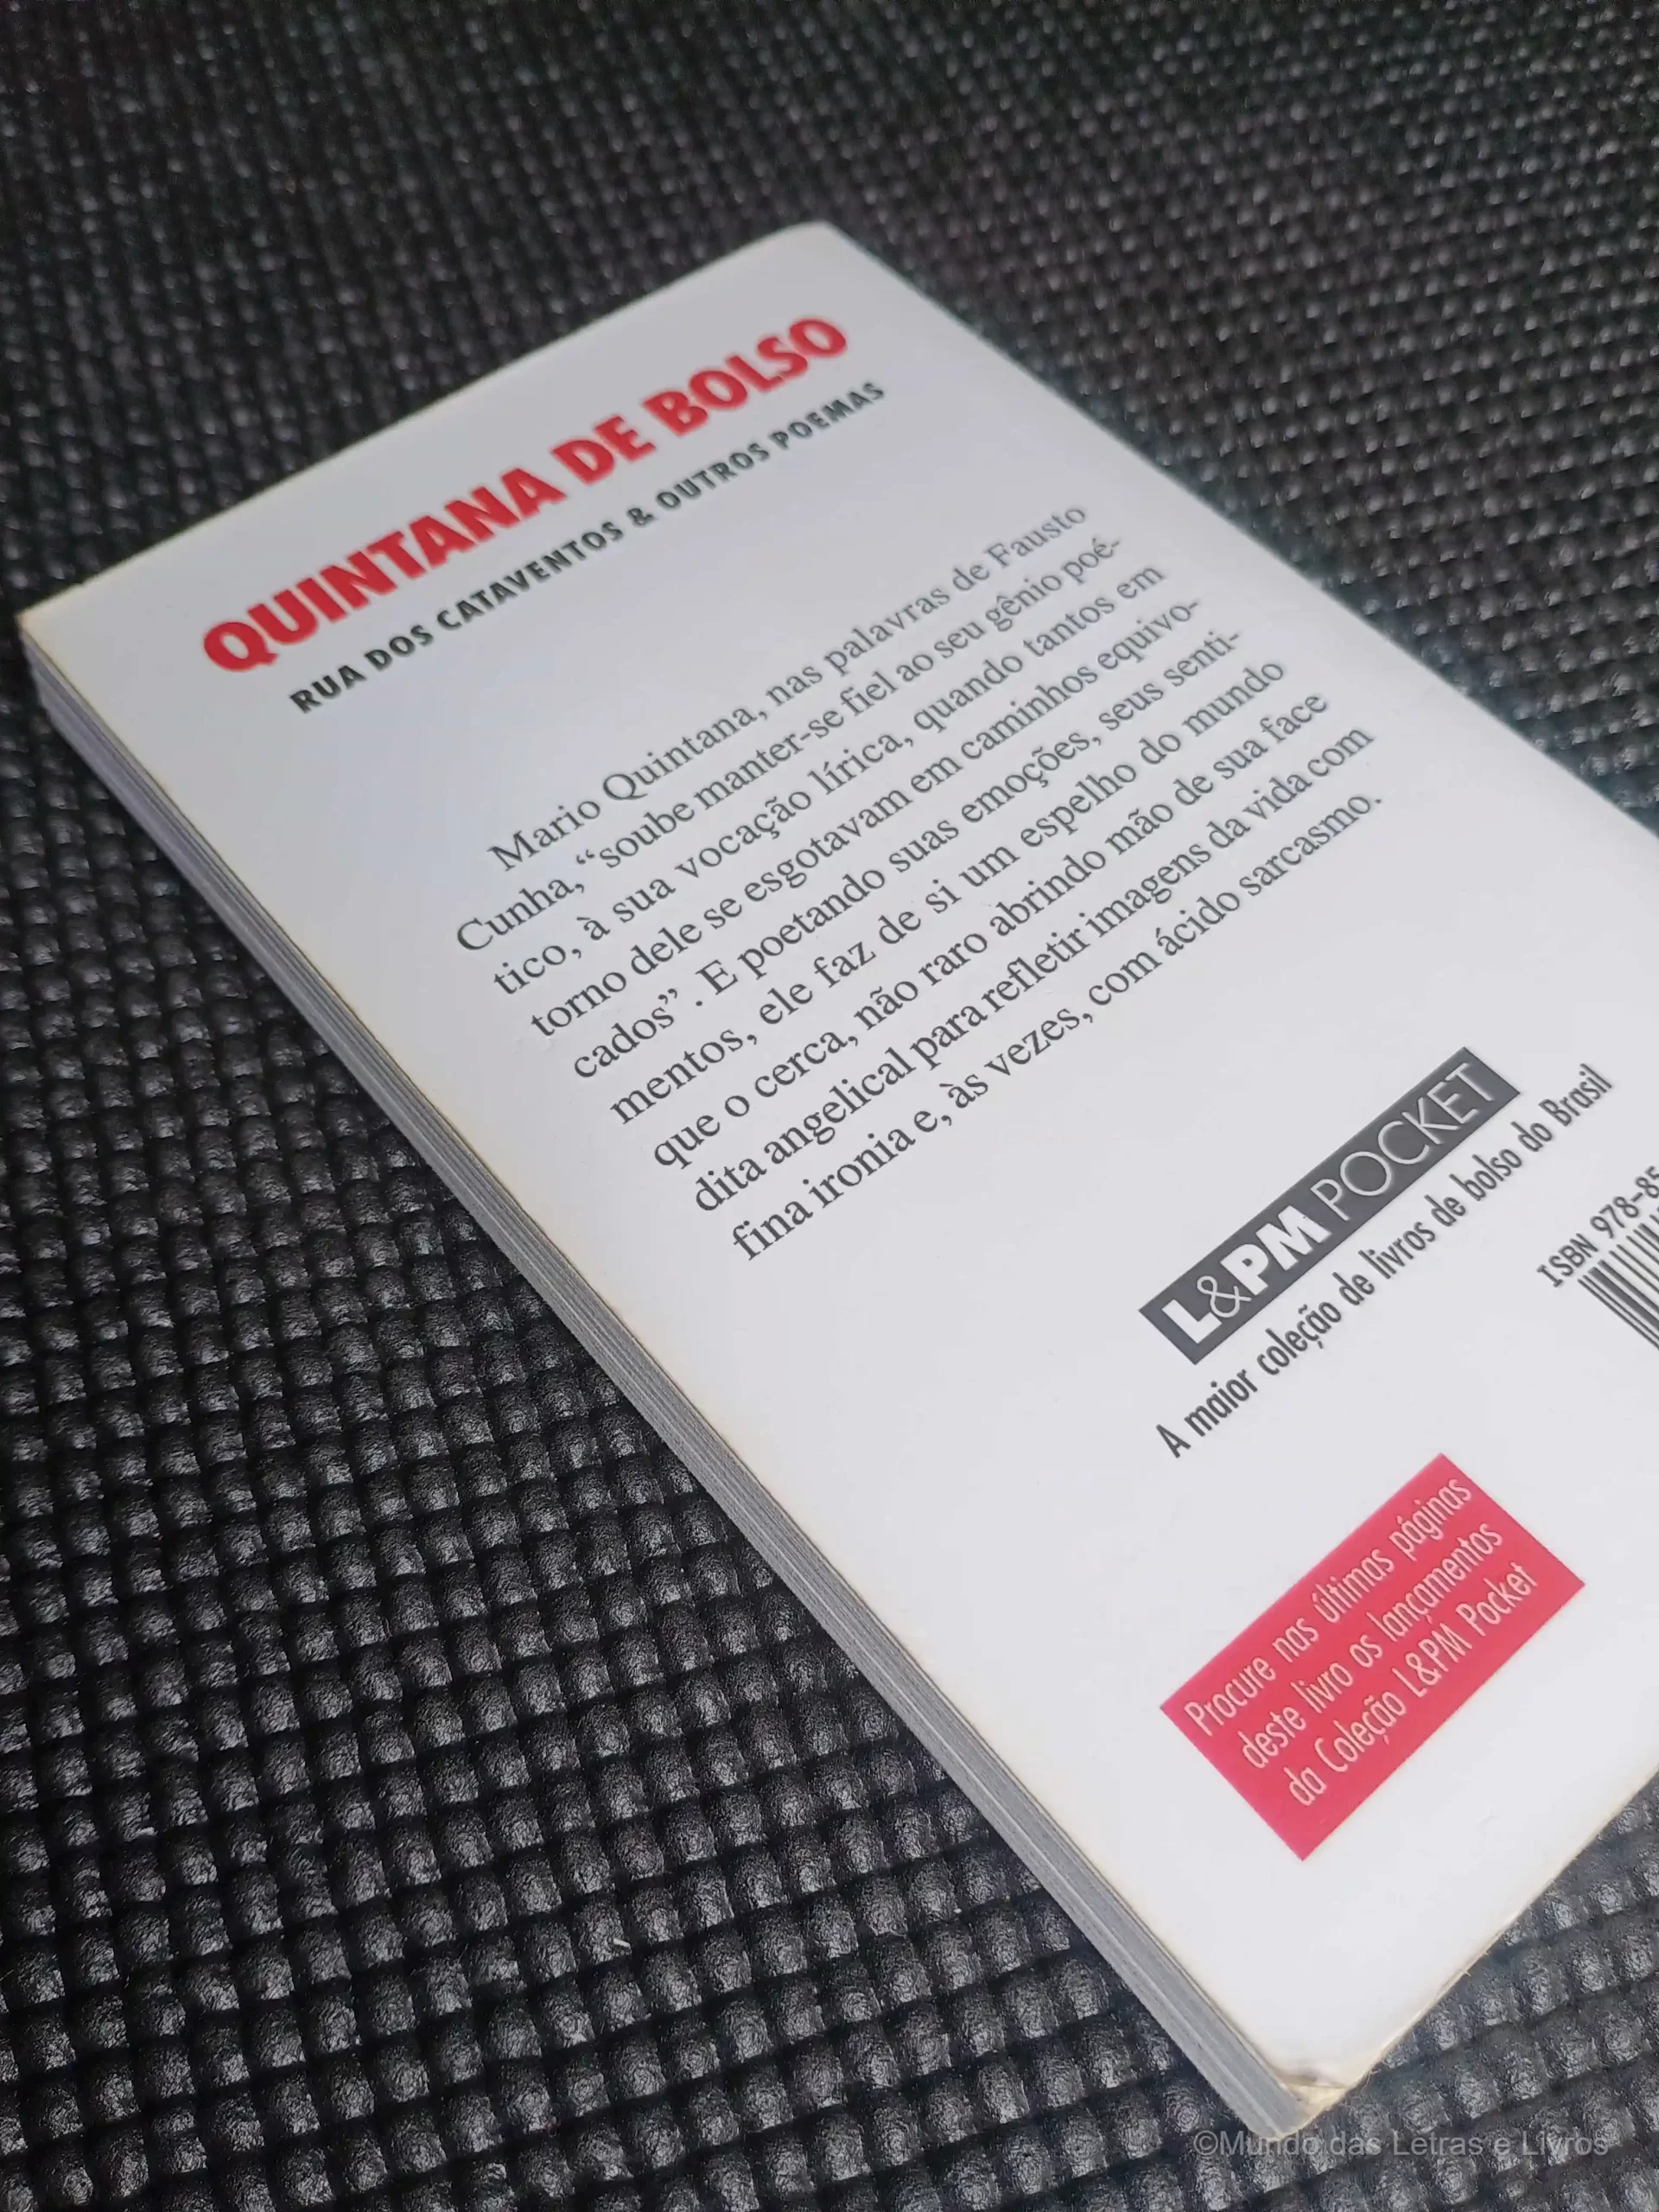 QUINTANA DE BOLSO
RUA DOS CATAVENTOS & OUTROS POEMAS
Mario Quintana, nas palavras de Fausto
Cunha, “soube manter-se fiel ao seu gênio poé-
tico, à sua vocação lírica, quando tantos em
torno dele se esgotavam em caminhos equivo-
cados”. E poetando suas emoções, seus senti-
mentos, ele faz de si um espelho do mundo
que o cerca, não raro abrindo mão de sua face
dita angelical para refletir imagens da vida com
fina ironia e, às vezes, com ácido sarcasmo.
L&PM POCKET
A maior coleção de livros de bolso do Brasil
ISBN 978-85
Procure nas últimas páginas
deste livro os lançamentos
da Coleção L&PM Pocket
©Mundo das Letras e Livros